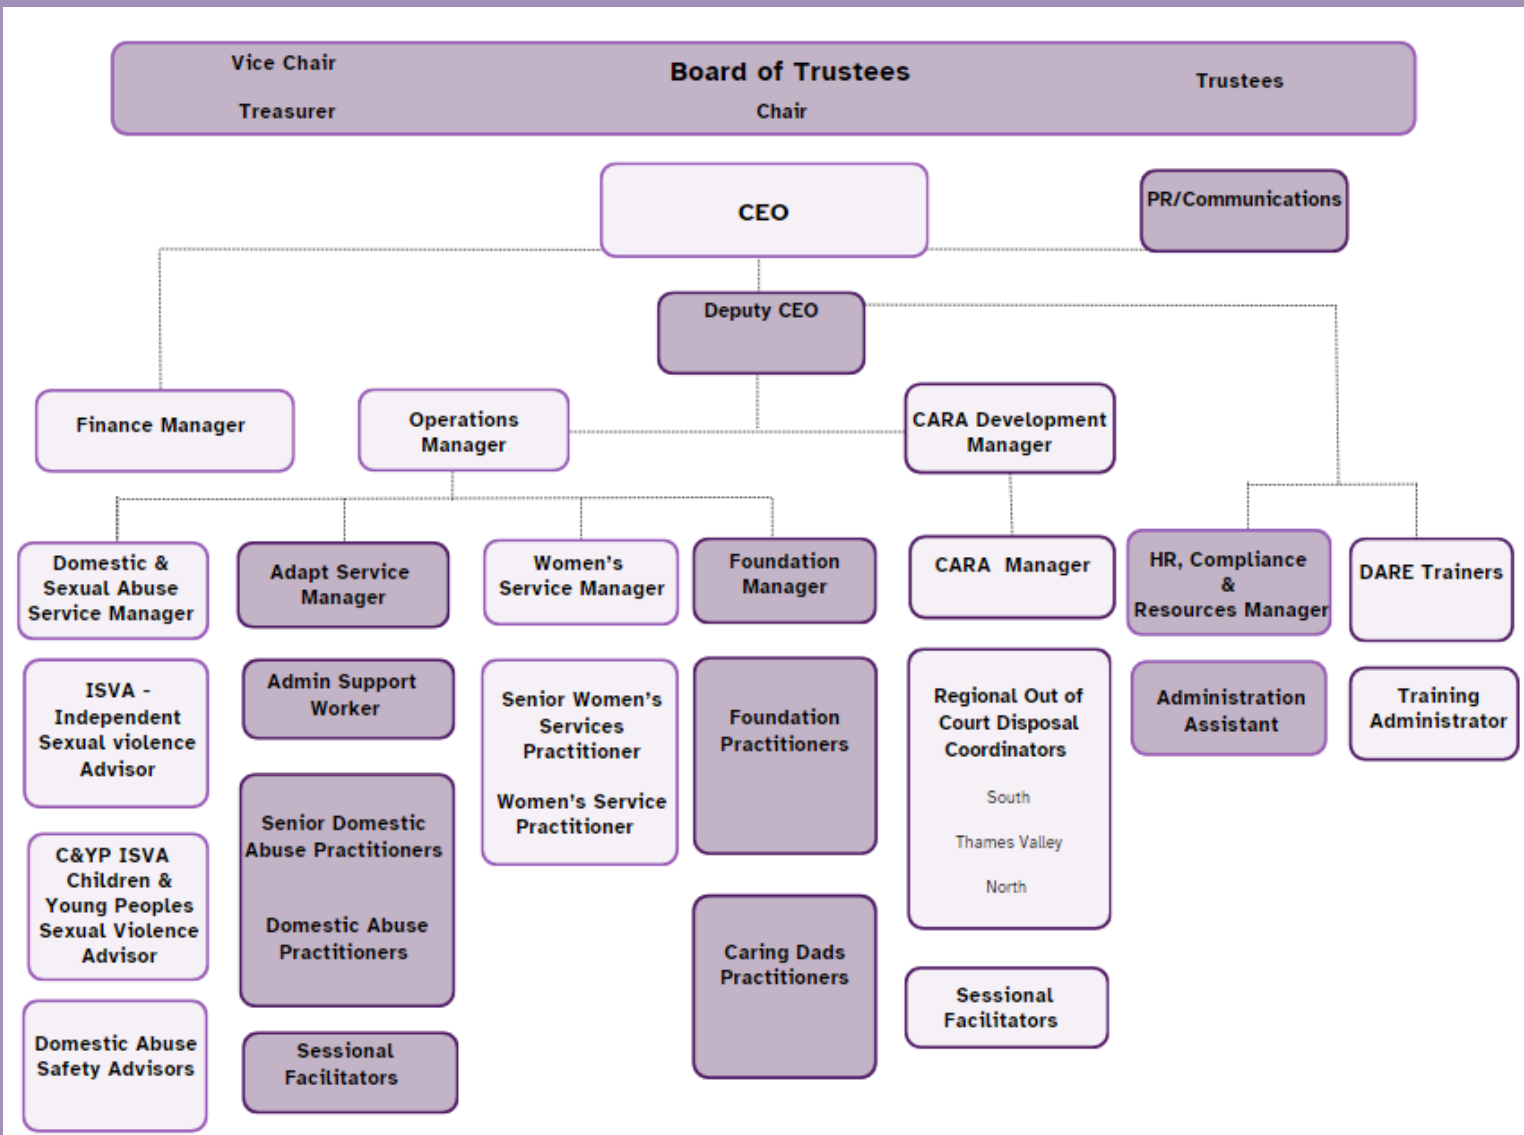 Vice Chair
Treasurer
Board of Trustees
Chair
Trustees
CEO
PR/Communications
Deputy CEO
Finance Manager
Operations
Manager
CARA Development
Manager
Domestic &
Sexual Abuse
Service Manager
Adapt Service
Manager
Women's
Service Manager
Foundation
Manager
CARA Manager
HR, Compliance
&
Resources Manager
DARE Trainers
ISVA -
Independent
Sexual violence
Advisor
C&YP ISVA
Children &
Young Peoples
Sexual Violence
Advisor
Domestic Abuse
Safety Advisors
Admin Support
Worker
Senior Domestic
Abuse Practitioners
Domestic Abuse
Practitioners
Sessional
Facilitators
Senior Women's
Services
Practitioner
Women's Service
Practitioner
Foundation
Practitioners
Caring Dads
Practitioners
Regional Out of
Court Disposal
Coordinators
South
Thames Valley
North
Sessional
Facilitators
Administration
Assistant
Training
Administrator